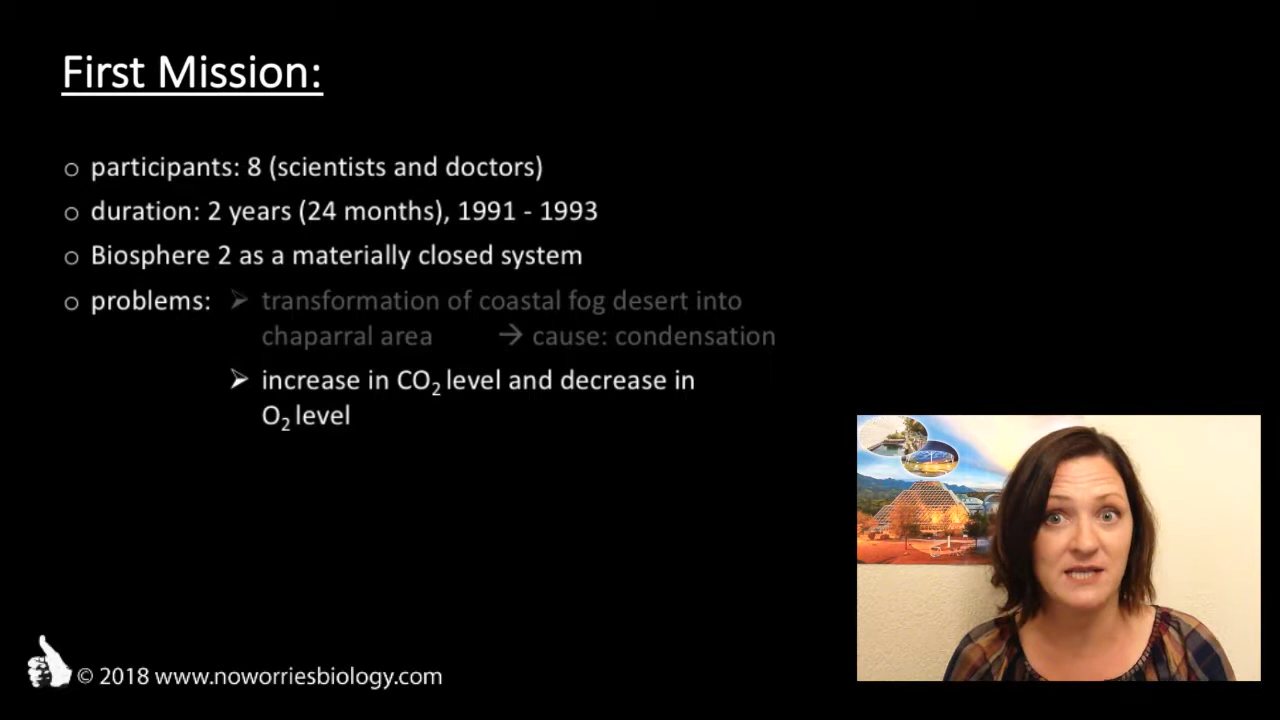 First Mission:
o participants: 8 (scientists and doctors)
o duration: 2 years (24 months), 1991 - 1993
o Biosphere 2 as a materially closed system
o problems: ➢ transformation of coastal fog desert into
chaparral area → cause: condensation
➢ increase in CO₂ level and decrease in
O₂ level
© 2018 www.noworriesbiology.com